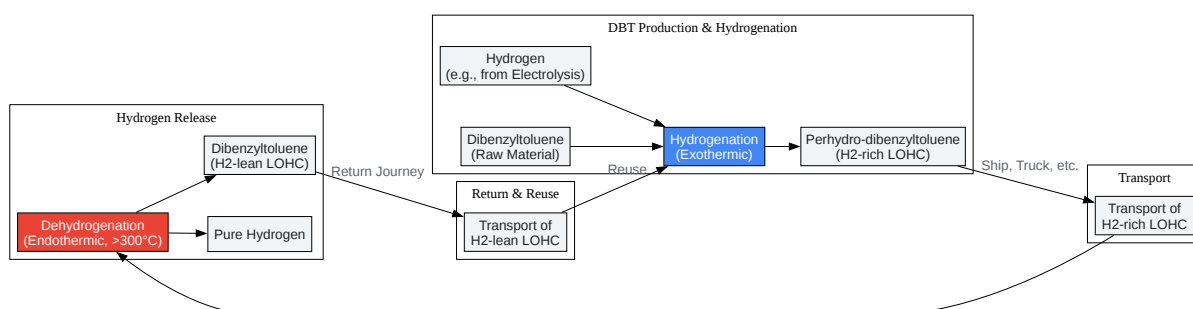 DBT Production & Hydrogenation
Hydrogen
(e.g., from Electrolysis)
Dibenzyltoluene
(Raw Material)
Hydrogenation
(Exothermic)
Perhydro-dibenzyltoluene
(H2-rich LOHC)
Ship, Truck, etc.
Transport
Transport of
H2-rich LOHC
Hydrogen Release
Dibenzyltoluene
(H2-lean LOHC)
Dehydrogenation
(Endothermic, >300°C)
Pure Hydrogen
Return Journey
Return & Reuse
Transport of
H2-lean LOHC
Reuse